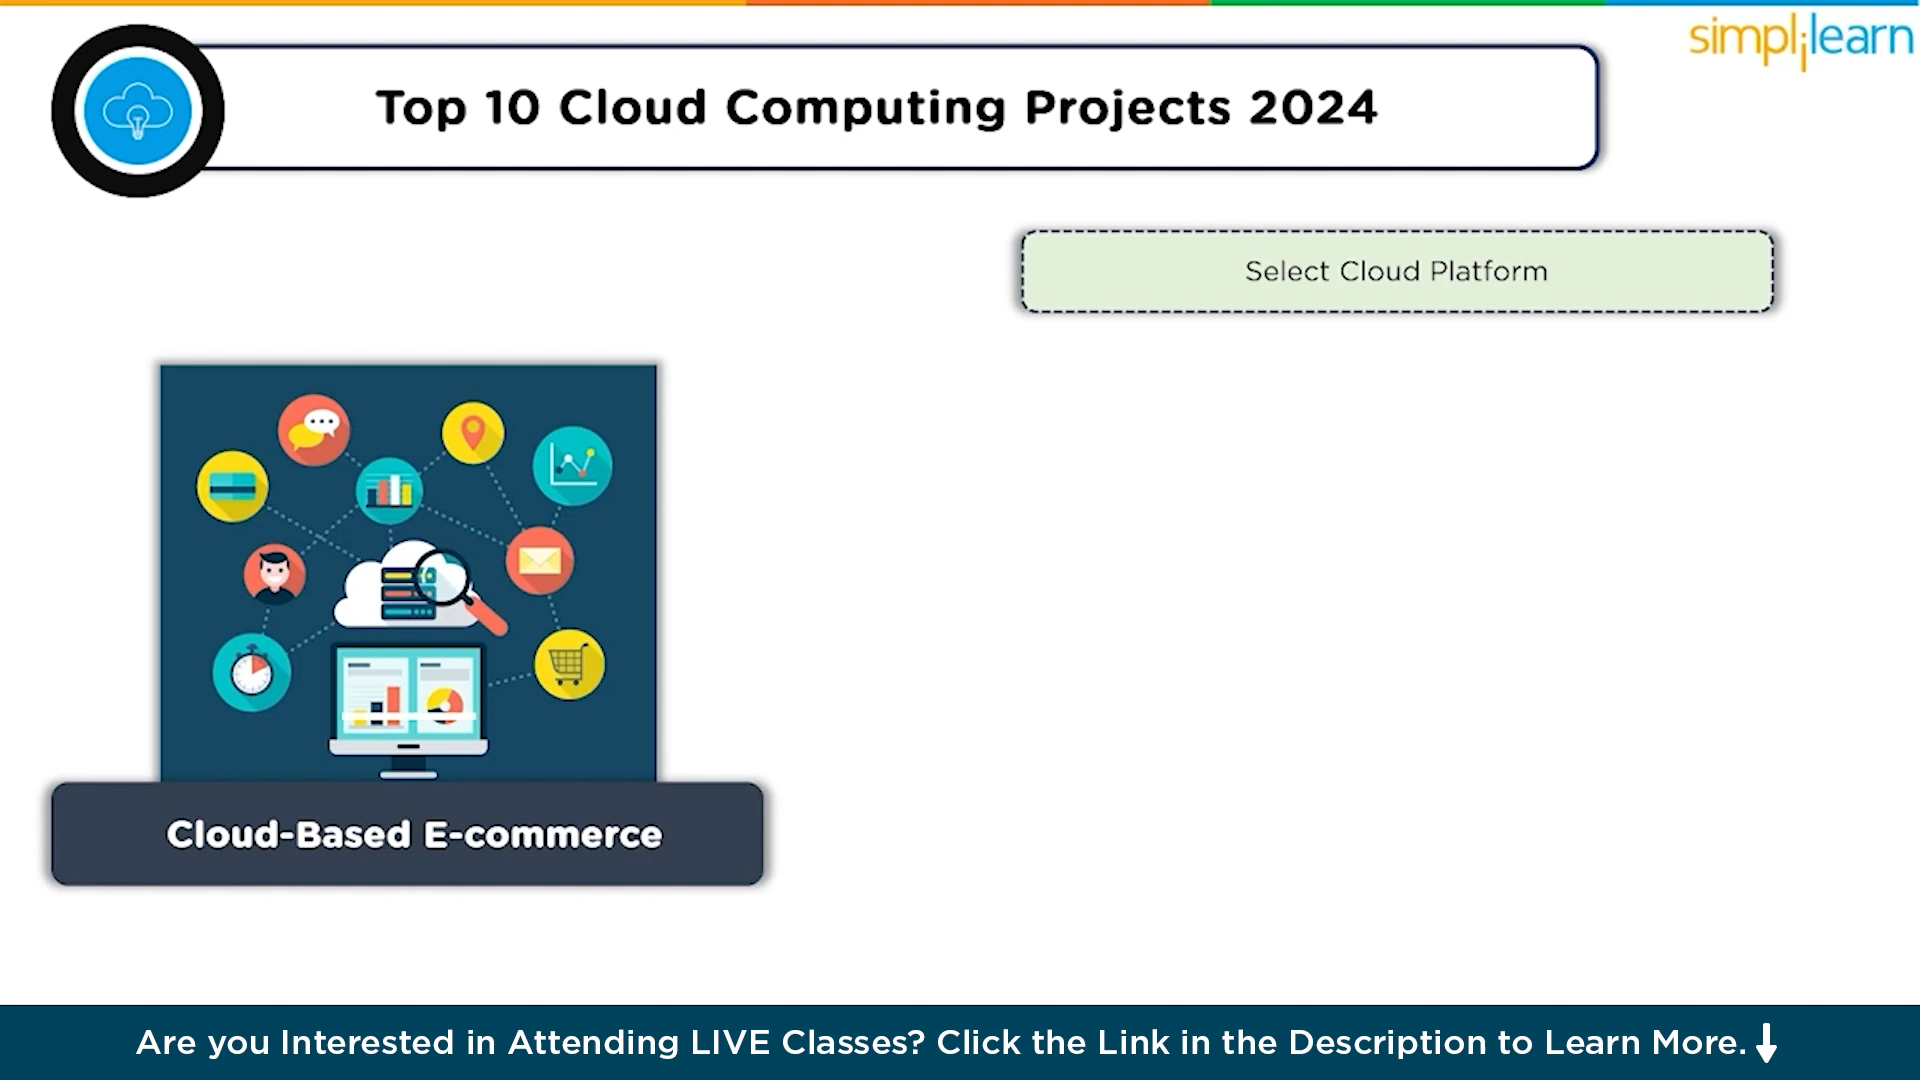 simplilearn
Top 10 Cloud Computing Projects 2024
Select Cloud Platform
Cloud-Based E-commerce
Are you Interested in Attending LIVE Classes? Click the Link in the Description to Learn More.